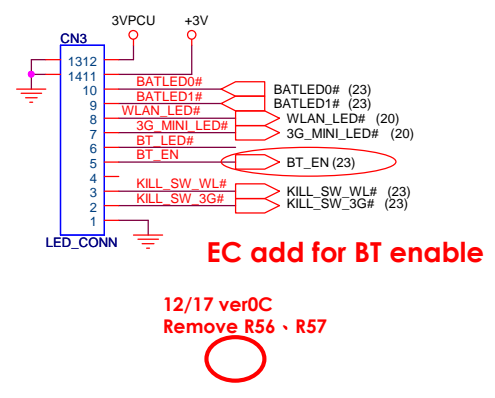 3VPCU +3V
CN3
1312
1411
10 BATLED0# BATLED0# (23)
9 BATLED1# BATLED1# (23)
8 WLAN_LED# WLAN_LED# (20)
7 3G_MINI_LED# 3G_MINI_LED# (20)
6 BT_LED#
5 BT_EN BT_EN (23)
4
3 KILL_SW_WL# KILL_SW_WL# (23)
2 KILL_SW_3G# KILL_SW_3G# (23)
1
LED_CONN
EC add for BT enable
12/17 ver0C
Remove R56、R57